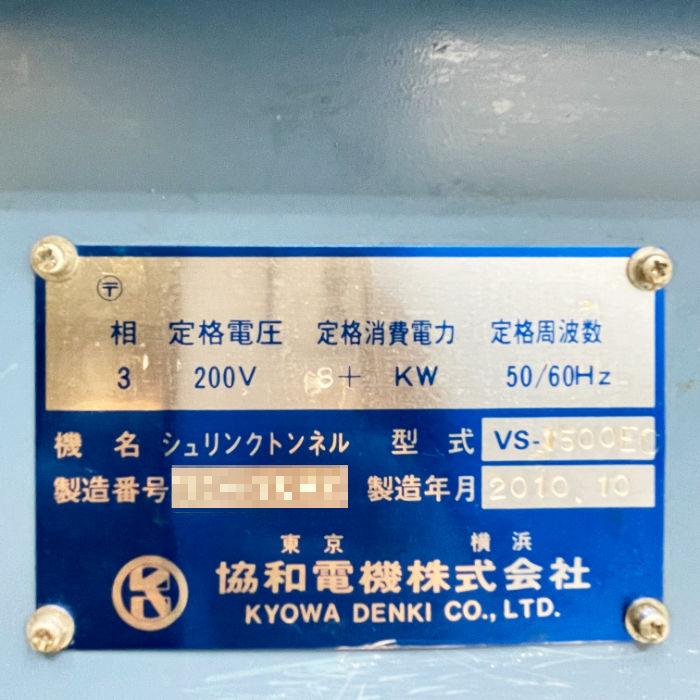 〒
相 定格電圧 定格消費電力 定格周波数
3 200V 8+ KW 50/60Hz
機名 シュリンクトンネル 型式 VS-
製造番号 製造年月 2010.10
東京 横浜
協和電機株式会社
KYOWA DENKI CO., LTD.